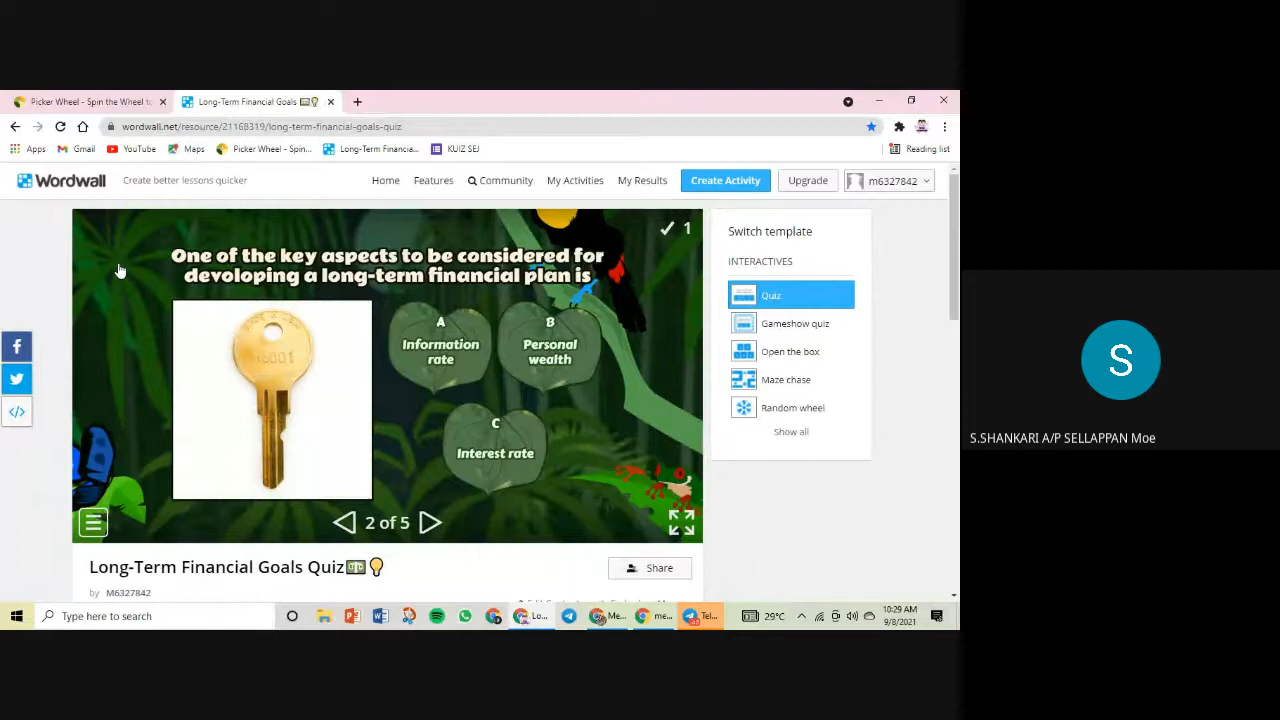 Picker Wheel - Spin the Wheel to
Long-Term Financial Goals
wordwall.net/resource/21168319/long-term-financial-goals-quiz
Apps Gmail YouTube Maps Picker Wheel - Spin... Long-Term Financia... KUIZ SEJ Reading list
Wordwall Create better lessons quicker Home Features Community My Activities My Results Create Activity Upgrade m6327842
✓ 1
One of the key aspects to be considered for
devoloping a long-term financial plan is
A
Information
rate
B
Personal
wealth
C
Interest rate
2 of 5
Switch template
INTERACTIVES
Quiz
Gameshow quiz
Open the box
Maze chase
Random wheel
Show all
Long-Term Financial Goals Quiz
Share
by M6327842
Type here to search
Lo... Me... me... Tel...
29°C
10:29 AM
9/8/2021
S
S.SHANKARI A/P SELLAPPAN Moe